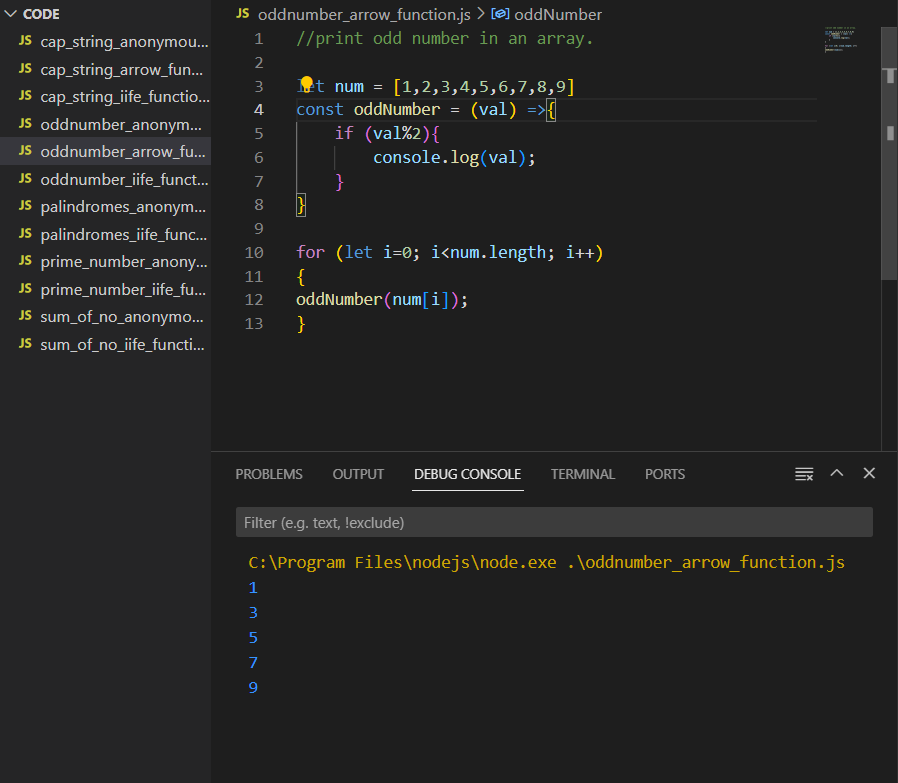 CODE
JS cap_string_anonymou...
JS cap_string_arrow_fun...
JS cap_string_iife_functio...
JS oddnumber_anonym...
JS oddnumber_arrow_fu...
JS oddnumber_iife_funct...
JS palindromes_anonym...
JS palindromes_iife_func...
JS prime_number_anony...
JS prime_number_iife_fu...
JS sum_of_no_anonymo...
JS sum_of_no_iife_functi...
JS oddnumber_arrow_function.js > oddNumber
1 //print odd number in an array.
2
3 let num = [1,2,3,4,5,6,7,8,9]
4 const oddNumber = (val) =>{
5 if (val%2){
6 console.log(val);
7 }
8 }
9
10 for (let i=0; i<num.length; i++)
11 {
12 oddNumber(num[i]);
13 }
PROBLEMS OUTPUT DEBUG CONSOLE TERMINAL PORTS
Filter (e.g. text, !exclude)
C:\Program Files\nodejs\node.exe .\oddnumber_arrow_function.js
1
3
5
7
9